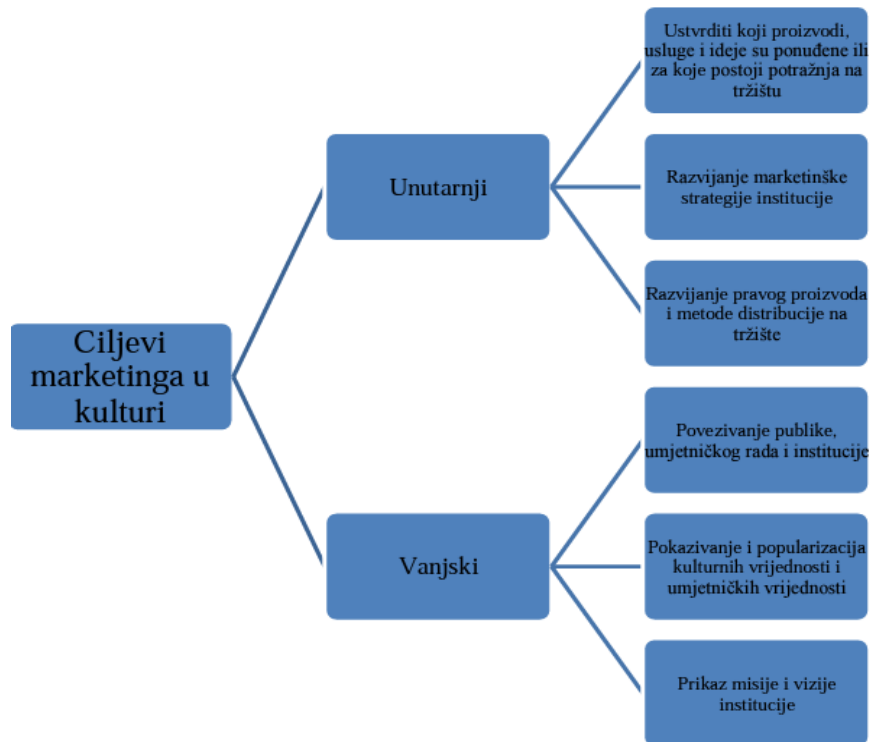 Ciljevi
marketinga u
kulturi
Unutarnji
Ustvrditi koji proizvodi,
usluge i ideje su ponuđene ili
za koje postoji potražnja na
tržištu
Razvijanje marketinške
strategije institucije
Razvijanje pravog proizvoda
i metode distribucije na
tržište
Vanjski
Povezivanje publike,
umjetničkog rada i institucije
Pokazivanje i popularizacija
kulturnih vrijednosti i
umjetničkih vrijednosti
Prikaz misije i vizije
institucije